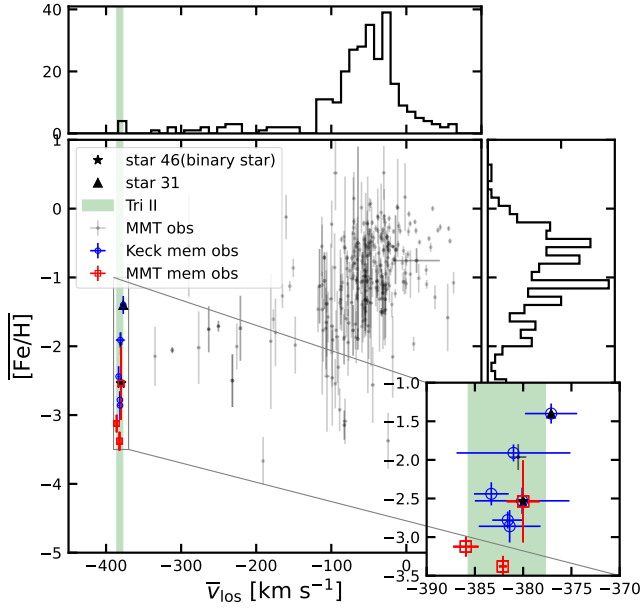 40
20
0
1
0
−1
−2
−3
−4
−5
[Fe/H]
star 46(binary star)
star 31
Tri II
MMT obs
Keck mem obs
MMT mem obs
−400 −300 −200 −100 0
v̅los [km s⁻¹]
−1.0
−1.5
−2.0
−2.5
−3.0
−3.5
−390 −385 −380 −375 −370